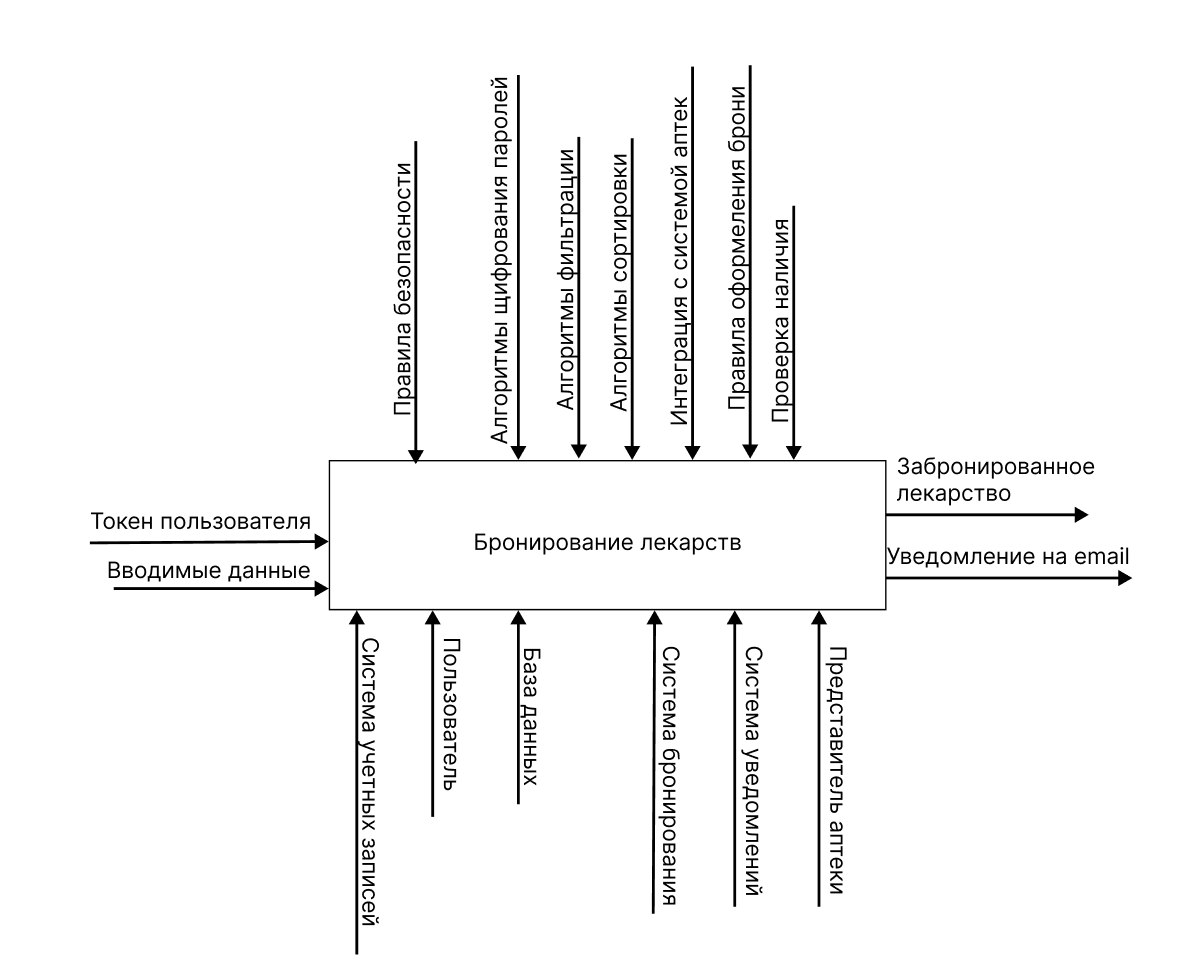 Правила безопасности
Алгоритмы щифрования паролей
Алгоритмы фильтрации
Алгоритмы сортировки
Интеграция с системой аптек
Правила оформеления брони
Проверка наличия
Токен пользователя
Вводимые данные
Бронирование лекарств
Забронированное
лекарство
Уведомление на email
Система учетных записей
Пользователь
База данных
Система бронирования
Система уведомлений
Представитель аптеки